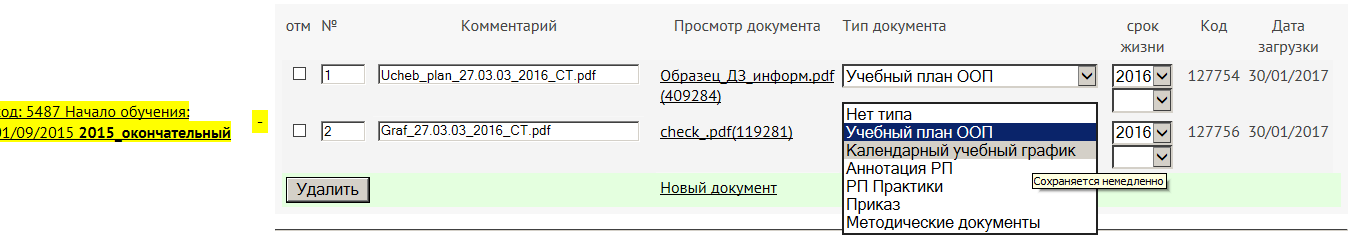 отм № Комментарий Просмотр документа Тип документа срок жизни Код Дата загрузки
1 Ucheb_plan_27.03.03_2016_СТ.pdf Образец_ДЗ_информ.pdf (409284) Учебный план ООП 2016 127754 30/01/2017
код: 5487 Начало обучения:
01/09/2015 2015_окончательный
-
2 Graf_27.03.03_2016_СТ.pdf check_.pdf(119281) 2016 127756 30/01/2017
Нет типа
Учебный план ООП
Календарный учебный график
Аннотация РП
РП Практики
Приказ
Методические документы
Сохраняется немедленно
Удалить Новый документ